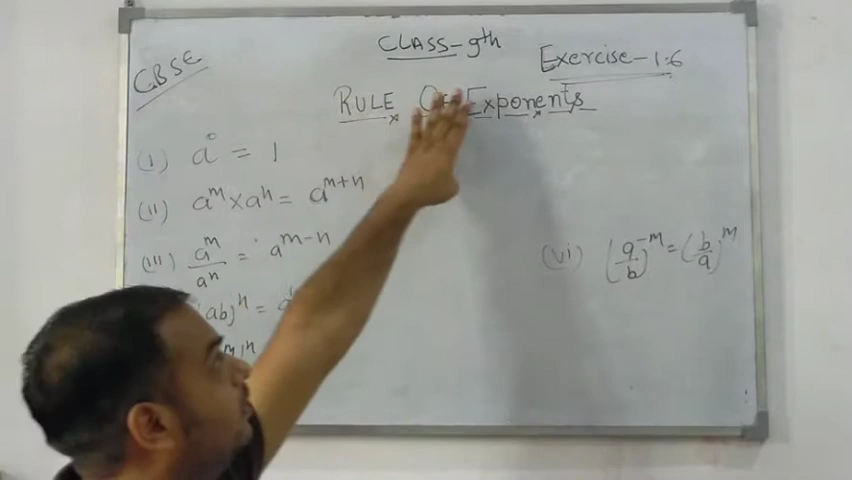 CBSE
CLASS-9th
Exercise-1.6
RULE Of Exponents
(i) a⁰ = 1
(ii) aᵐ × aⁿ = aᵐ⁺ⁿ
(iii) aᵐ/aⁿ = aᵐ⁻ⁿ
(ab)ⁿ = a
(vi) (a/b)⁻ᵐ = (b/a)ᵐ